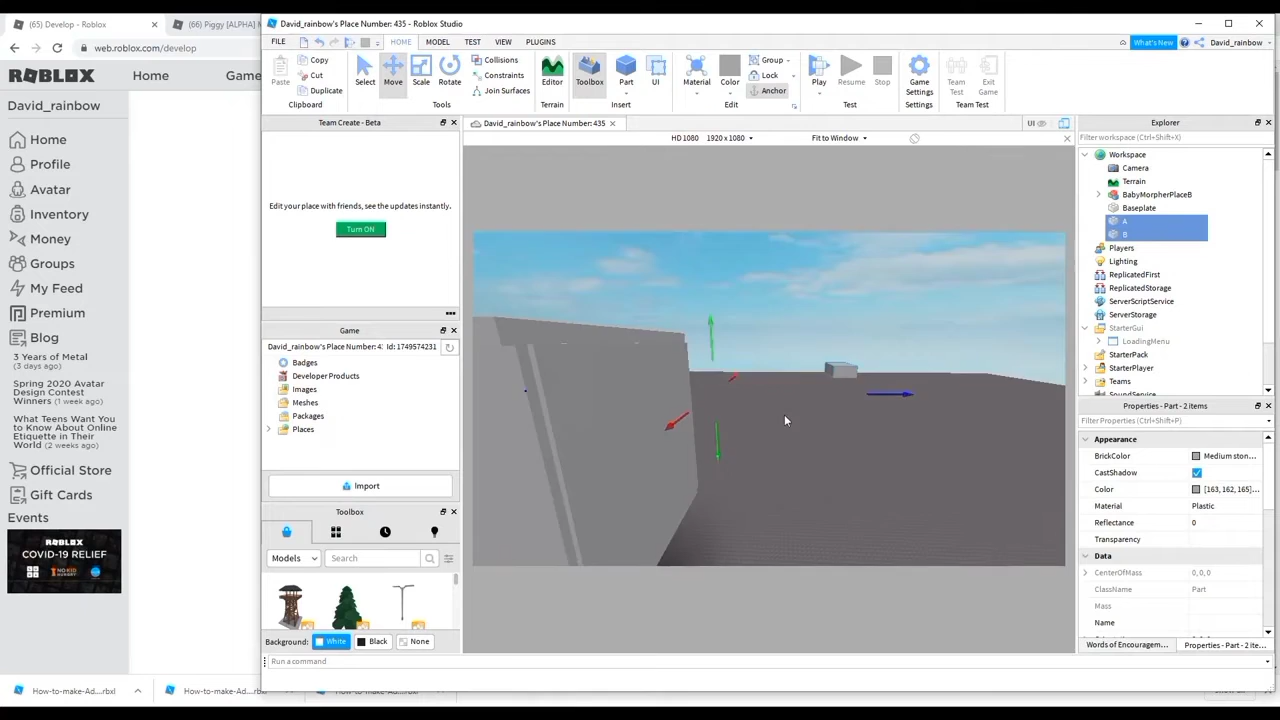 (65) Develop - Roblox
(66) Piggy [ALPHA]
David_rainbow's Place Number: 435 - Roblox Studio
web.roblox.com/develop
FILE HOME MODEL TEST VIEW PLUGINS
What's New David_rainbow
Paste Copy Cut Duplicate Clipboard
Select Move Scale Rotate Collisions Constraints Join Surfaces Tools
Editor Terrain
Toolbox Part UI Insert
Material Color Group Lock Anchor Edit
Play Resume Stop Test
Game Settings Settings
Team Test Exit Game Team Test
ROBLOX Home Game
David_rainbow
Home
Profile
Avatar
Inventory
Money
Groups
My Feed
Premium
Blog
3 Years of Metal
(3 days ago)
Spring 2020 Avatar
Design Contest
Winners (1 week ago)
What Teens Want You
to Know About Online
Etiquette in Their
World (2 weeks ago)
Official Store
Gift Cards
Events
ROBLOX
COVID-19 RELIEF
NO KID HUNGRY
Team Create - Beta
Edit your place with friends, see the updates instantly.
Turn ON
Game
David_rainbow's Place Number: 4: Id: 1749574231
Badges
Developer Products
Images
Meshes
Packages
Places
Import
Toolbox
Models Search
Background: White Black None
Run a command
David_rainbow's Place Number: 435
UI
HD 1080 1920 x 1080 Fit to Window
Explorer
Filter workspace (Ctrl+Shift+X)
Workspace
Camera
Terrain
BabyMorpherPlaceB
Baseplate
A
B
Players
Lighting
ReplicatedFirst
ReplicatedStorage
ServerScriptService
ServerStorage
StarterGui
LoadingMenu
StarterPack
StarterPlayer
Teams
SoundService
Properties - Part - 2 items
Filter Properties (Ctrl+Shift+P)
Appearance
BrickColor Medium ston...
CastShadow
Color [163, 162, 165]...
Material Plastic
Reflectance 0
Transparency
Data
CenterOfMass 0, 0, 0
ClassName Part
Mass
Name
Words of Encouragem... Properties - Part - 2 ite...
How-to-make-Ad....rbxl
How-to-make-Ad....rbxl
How-to-make-Ad....rbxl